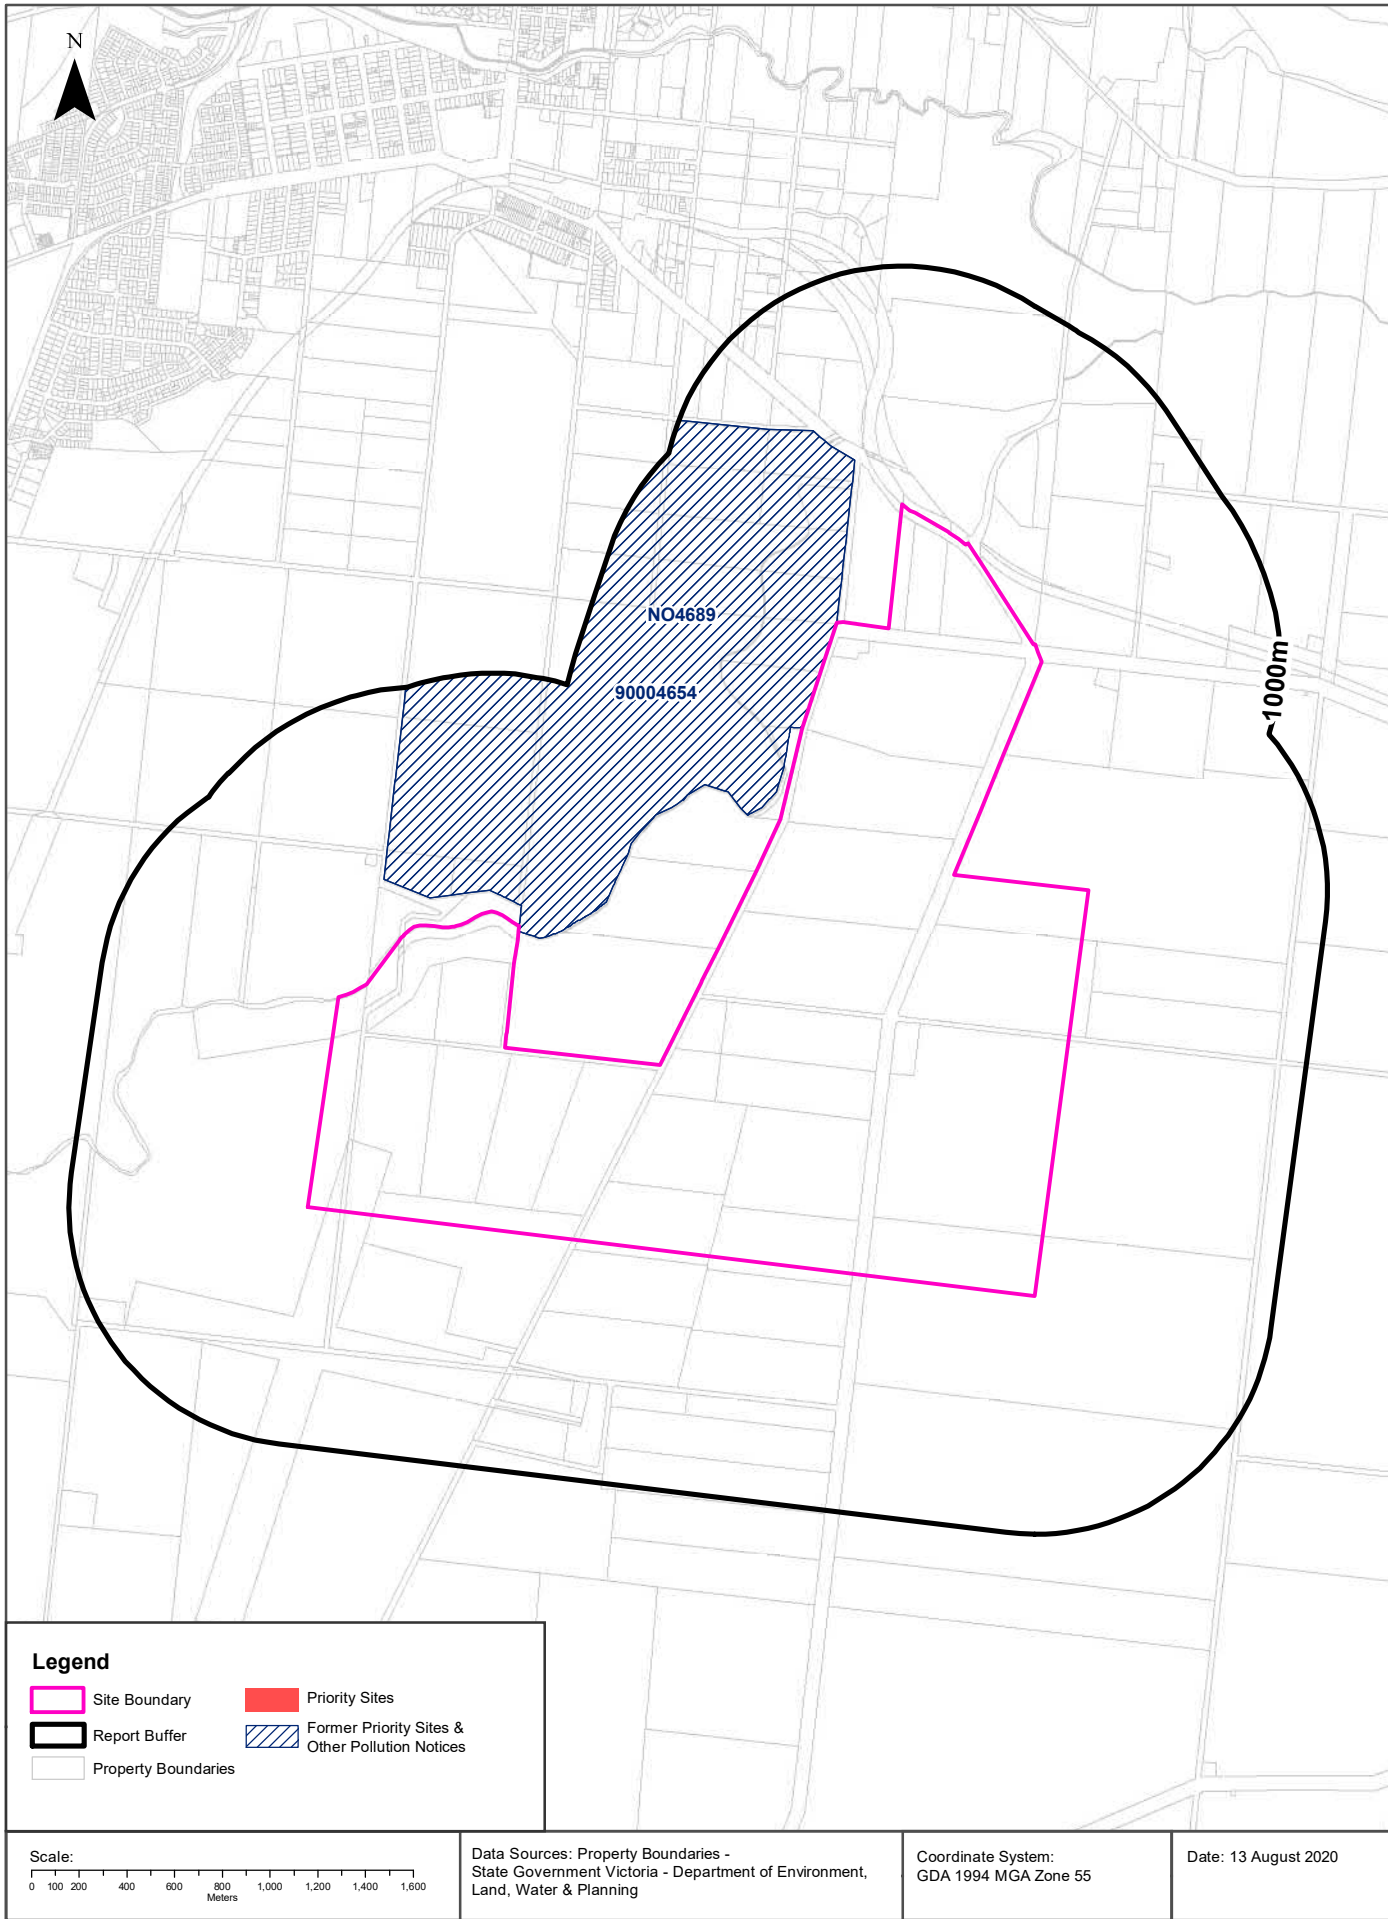 N
NO4689
90004654
1000m
Legend
Site Boundary
Priority Sites
Report Buffer
Former Priority Sites &
Other Pollution Notices
Property Boundaries
Scale:
0 100 200 400 600 800 1,000 1,200 1,400 1,600
Meters
Data Sources: Property Boundaries -
State Government Victoria - Department of Environment,
Land, Water & Planning
Coordinate System:
GDA 1994 MGA Zone 55
Date: 13 August 2020